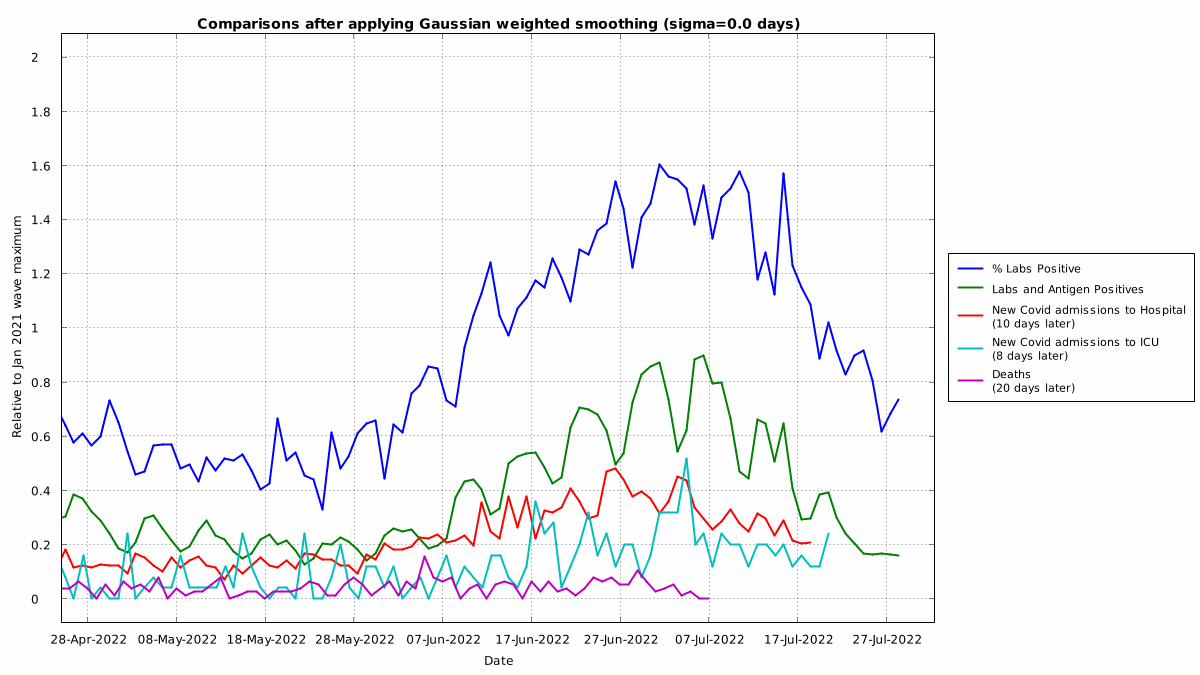 Comparisons after applying Gaussian weighted smoothing (sigma=0.0 days)
2
1.8
1.6
1.4
1.2
1
0.8
0.6
0.4
0.2
0
Relative to Jan 2021 wave maximum
28-Apr-2022 08-May-2022 18-May-2022 28-May-2022 07-Jun-2022 17-Jun-2022 27-Jun-2022 07-Jul-2022 17-Jul-2022 27-Jul-2022
Date
% Labs Positive
Labs and Antigen Positives
New Covid admissions to Hospital
(10 days later)
New Covid admissions to ICU
(8 days later)
Deaths
(20 days later)